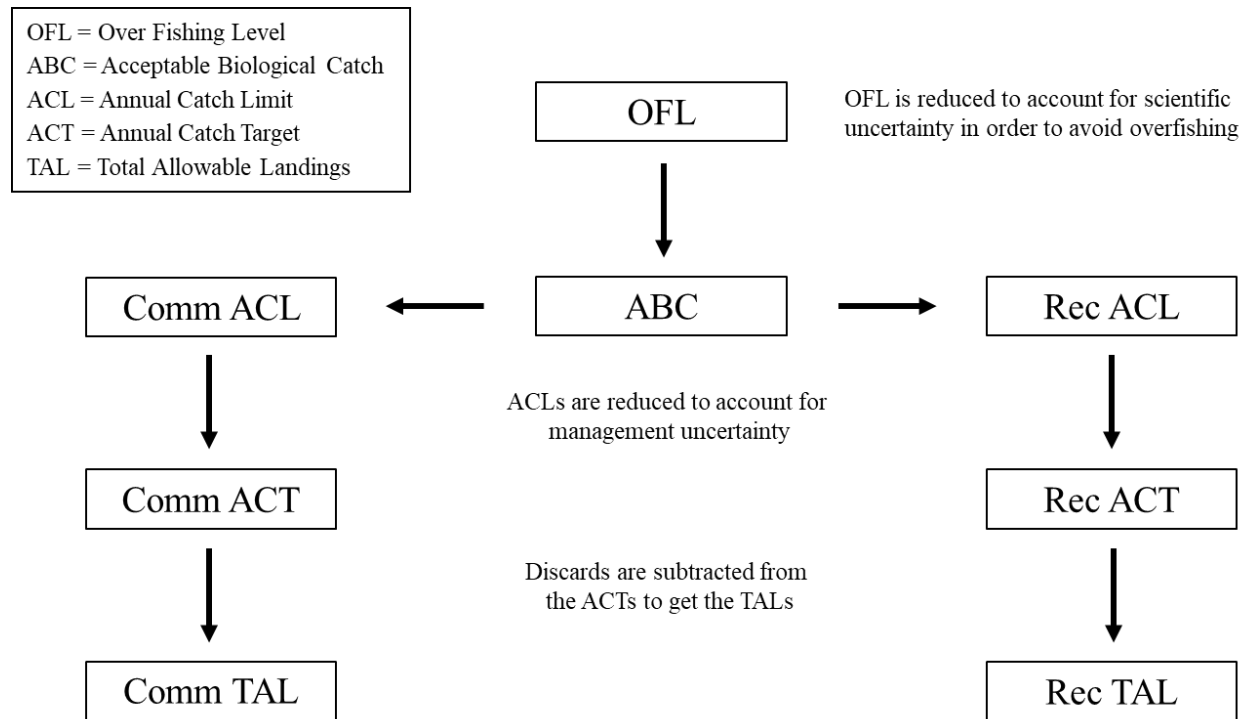 OFL = Over Fishing Level
ABC = Acceptable Biological Catch
ACL = Annual Catch Limit
ACT = Annual Catch Target
TAL = Total Allowable Landings
OFL
OFL is reduced to account for scientific
uncertainty in order to avoid overfishing
Comm ACL
ABC
Rec ACL
ACLs are reduced to account for
management uncertainty
Comm ACT
Rec ACT
Discards are subtracted from
the ACTs to get the TALs
Comm TAL
Rec TAL